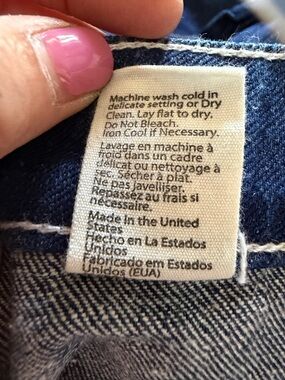 Machine wash cold in
delicate setting or Dry
Clean. Lay flat to dry.
Do Not Bleach.
Iron Cool if Necessary.
Lavage en machine à
froid dans un cadre
délicat ou nettoyage à
sec. Sécher à plat.
Ne pas javelliser.
Repassez au frais si
nécessaire.
Made in the United
States
Hecho en La Estados
Unidos
Fabricado em Estados
Unidos (EUA)